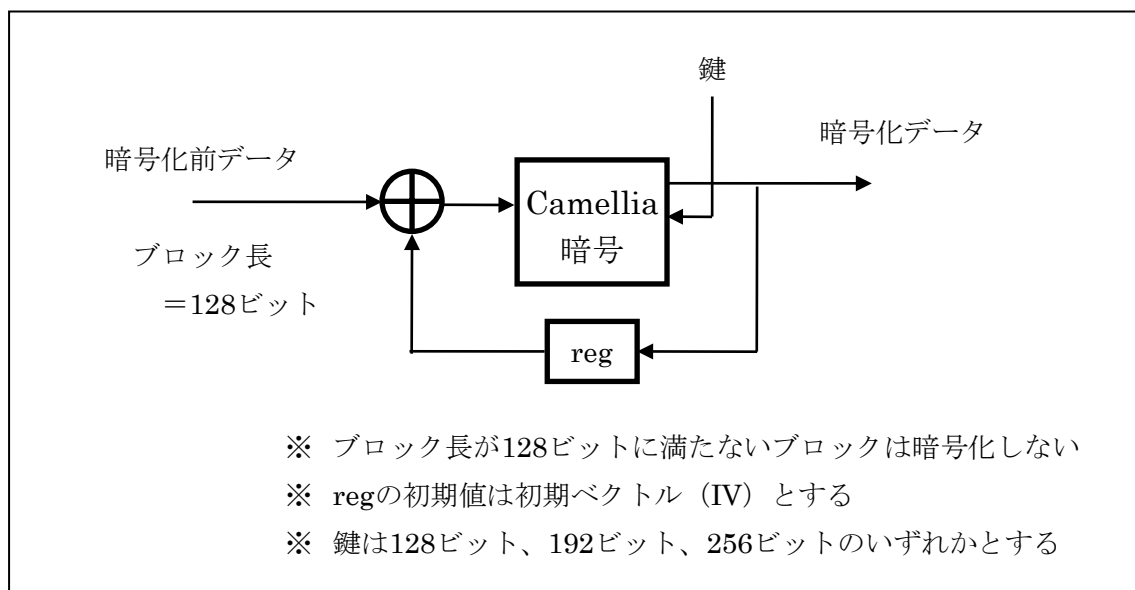 鍵
暗号化データ
暗号化前データ
Camellia
暗号
ブロック長
=128ビット
reg
※ ブロック長が128ビットに満たないブロックは暗号化しない
※ regの初期値は初期ベクトル(IV)とする
※ 鍵は128ビット、192ビット、256ビットのいずれかとする